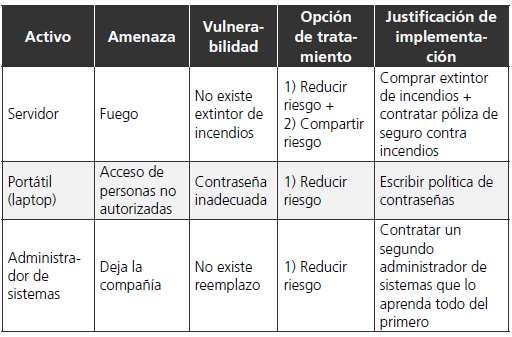 Activo
Amenaza
Vulnera-
bilidad
Opción
de trata-
miento
Justificación de
implementa-
ción
Servidor
Fuego
No existe
extintor de
incendios
1) Reducir
riesgo +
2) Compartir
riesgo
Comprar extintor
de incendios +
contratar póliza de
seguro contra
incendios
Portátil
(laptop)
Acceso de
personas no
autorizadas
Contraseña
inadecuada
1) Reducir
riesgo
Escribir política de
contraseñas
Administra-
dor de
sistemas
Deja la
compañía
No existe
reemplazo
1) Reducir
riesgo
Contratar un
segundo
administrador de
sistemas que lo
aprenda todo del
primero